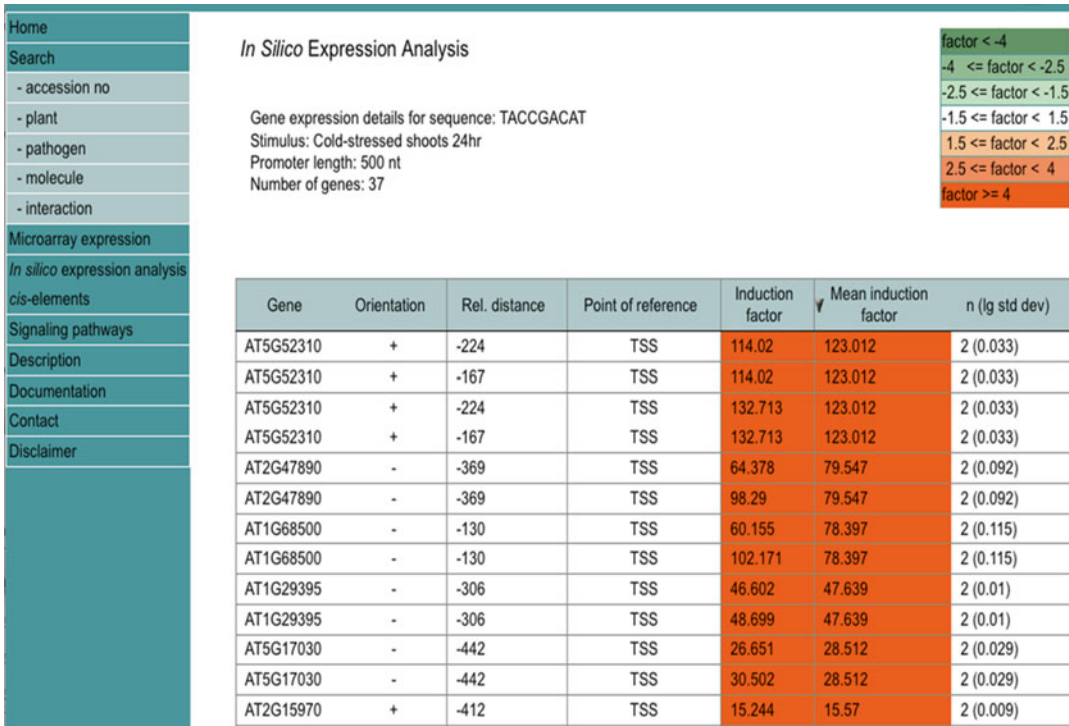 Home
Search
- accession no
- plant
- pathogen
- molecule
- interaction
Microarray expression
In silico expression analysis
cis-elements
Signaling pathways
Description
Documentation
Contact
Disclaimer
In Silico Expression Analysis
Gene expression details for sequence: TACCGACAT
Stimulus: Cold-stressed shoots 24hr
Promoter length: 500 nt
Number of genes: 37
factor < -4
-4 <= factor < -2.5
-2.5 <= factor < -1.5
-1.5 <= factor < 1.5
1.5 <= factor < 2.5
2.5 <= factor < 4
factor >= 4
Gene Orientation Rel. distance Point of reference Induction factor Mean induction factor n (lg std dev)
AT5G52310 + -224 TSS 114.02 123.012 2 (0.033)
AT5G52310 + -167 TSS 114.02 123.012 2 (0.033)
AT5G52310 + -224 TSS 132.713 123.012 2 (0.033)
AT5G52310 + -167 TSS 132.713 123.012 2 (0.033)
AT2G47890 - -369 TSS 64.378 79.547 2 (0.092)
AT2G47890 - -369 TSS 98.29 79.547 2 (0.092)
AT1G68500 - -130 TSS 60.155 78.397 2 (0.115)
AT1G68500 - -130 TSS 102.171 78.397 2 (0.115)
AT1G29395 - -306 TSS 46.602 47.639 2 (0.01)
AT1G29395 - -306 TSS 48.699 47.639 2 (0.01)
AT5G17030 - -442 TSS 26.651 28.512 2 (0.029)
AT5G17030 - -442 TSS 30.502 28.512 2 (0.029)
AT2G15970 + -412 TSS 15.244 15.57 2 (0.009)